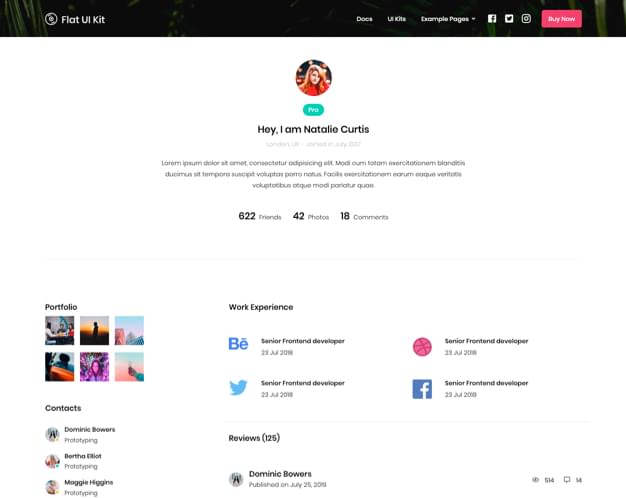 Flat UI Kit
Docs UI Kits Example Pages Buy Now
Pro
Hey, I am Natalie Curtis
London, UK - Joined in July 2017
Lorem ipsum dolor sit amet, consectetur adipisicing elit. Modi cum totam exercitationem blanditiis
ducimus sit tempora suscipit voluptas porro natus. Facilis exercitationem earum eaque veritatis
voluptatibus atque modi pariatur quae.
622 Friends 42 Photos 18 Comments
Portfolio
Contacts
Dominic Bowers
Prototyping
Bertha Elliot
Prototyping
Maggie Higgins
Prototyping
Work Experience
Bē
Senior Frontend developer
23 Jul 2018
Senior Frontend developer
23 Jul 2018
Senior Frontend developer
23 Jul 2018
Senior Frontend developer
23 Jul 2018
Reviews (125)
Dominic Bowers
Published on July 25, 2019
514 14